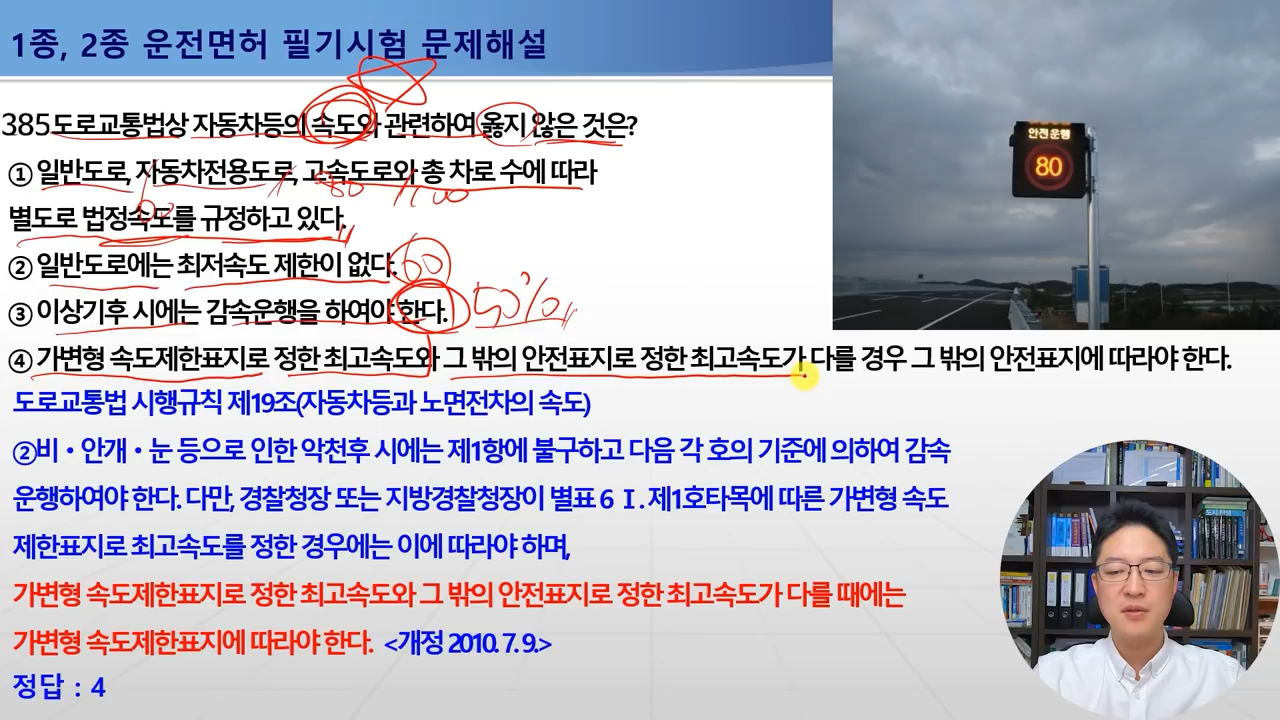 1종, 2종 운전면허 필기시험 문제해설
안전운행
80
385도로교통법상 자동차등의 속도와 관련하여 옳지 않은 것은?
① 일반도로, 자동차전용도로, 고속도로와 총 차로 수에 따라
별도로 법정속도를 규정하고 있다.
60
80
100
② 일반도로에는 최저속도 제한이 없다.
60
③ 이상기후 시에는 감속운행을 하여야 한다.
50%
④ 가변형 속도제한표지로 정한 최고속도와 그 밖의 안전표지로 정한 최고속도가 다를 경우 그 밖의 안전표지에 따라야 한다.
도로교통법 시행규칙 제19조(자동차등과 노면전차의 속도)
②비・안개・눈 등으로 인한 악천후 시에는 제1항에 불구하고 다음 각 호의 기준에 의하여 감속
운행하여야 한다. 다만, 경찰청장 또는 지방경찰청장이 별표 6 Ⅰ. 제1호타목에 따른 가변형 속도
제한표지로 최고속도를 정한 경우에는 이에 따라야 하며,
가변형 속도제한표지로 정한 최고속도와 그 밖의 안전표지로 정한 최고속도가 다를 때에는
가변형 속도제한표지에 따라야 한다. <개정 2010. 7. 9.>
정답 : 4